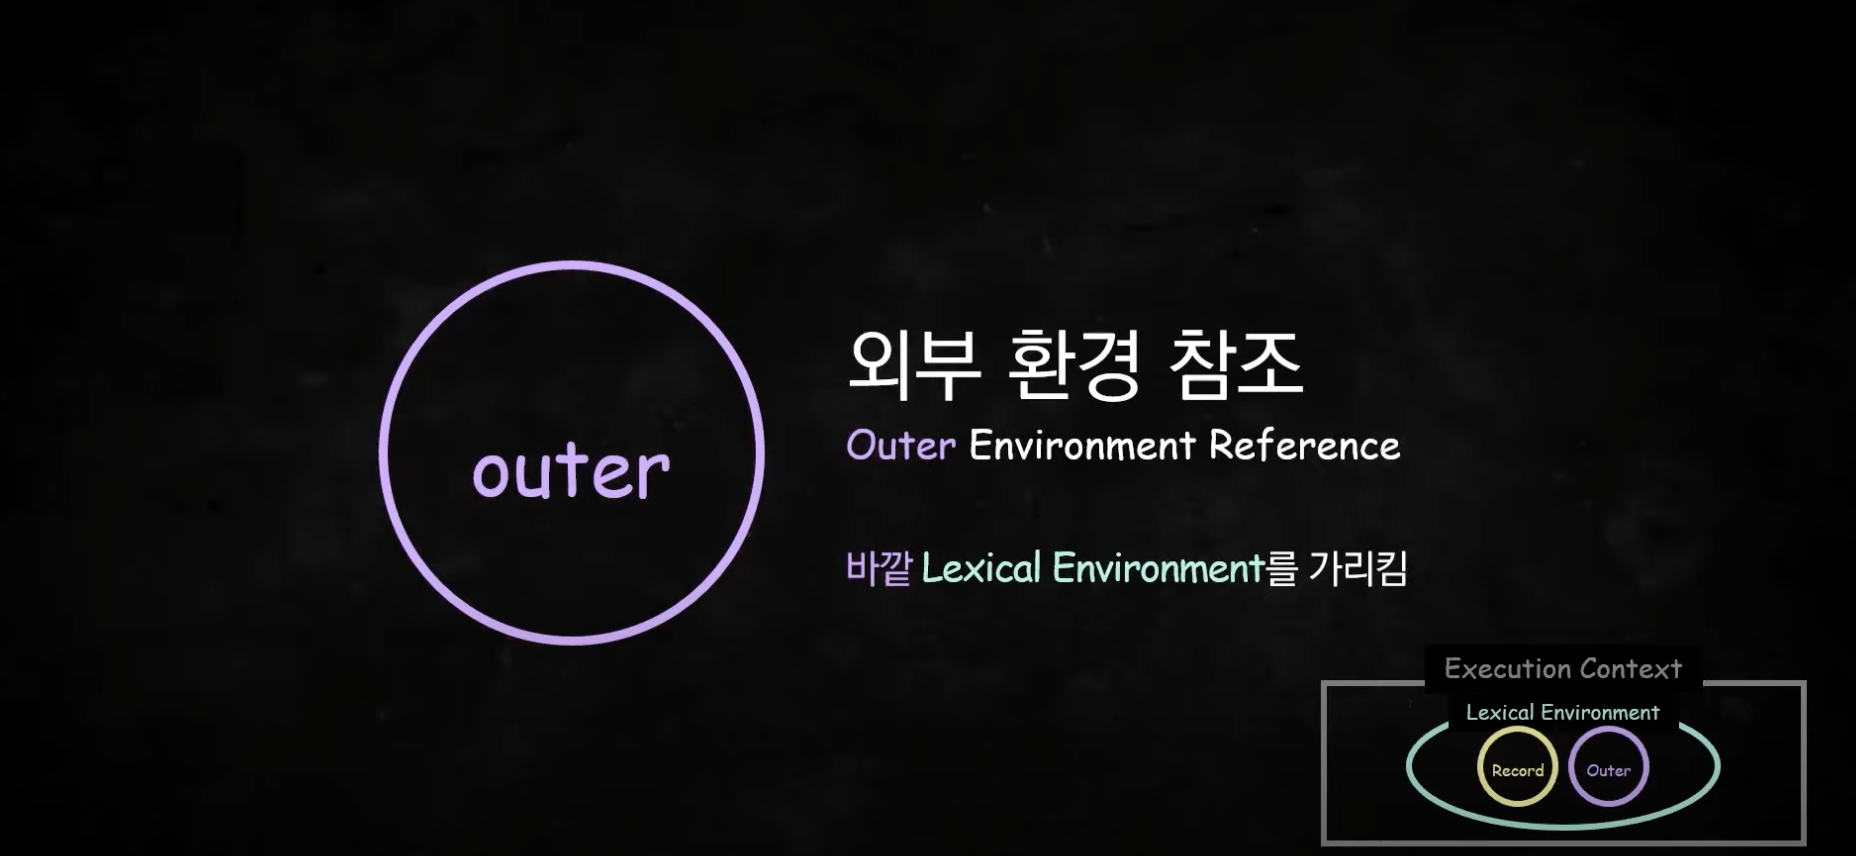 outer
외부 환경 참조
Outer Environment Reference
바깥 Lexical Environment를 가리킴
Execution Context
Lexical Environment
Record
Outer